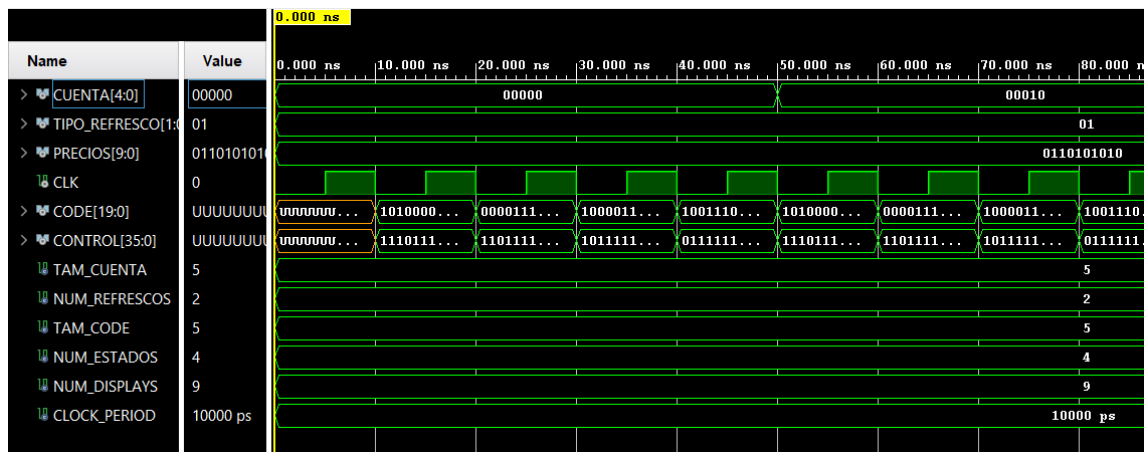 0.000 ns
Name Value 0.000 ns 10.000 ns 20.000 ns 30.000 ns 40.000 ns 50.000 ns 60.000 ns 70.000 ns 80.000 n
CUENTA[4:0] 00000 00000 00010
TIPO_REFRESCO[1:0 01 01
PRECIOS[9:0] 0110101010 0110101010
CLK 0
CODE[19:0] UUUUUUUU UUUUUU... 1010000... 0000111... 1000011... 1001110... 1010000... 0000111... 1000011... 1001110...
CONTROL[35:0] UUUUUUUU UUUUUU... 1110111... 1101111... 1011111... 0111111... 1110111... 1101111... 1011111... 0111111...
TAM_CUENTA 5 5
NUM_REFRESCOS 2 2
TAM_CODE 5 5
NUM_ESTADOS 4 4
NUM_DISPLAYS 9 9
CLOCK_PERIOD 10000 ps 10000 ps